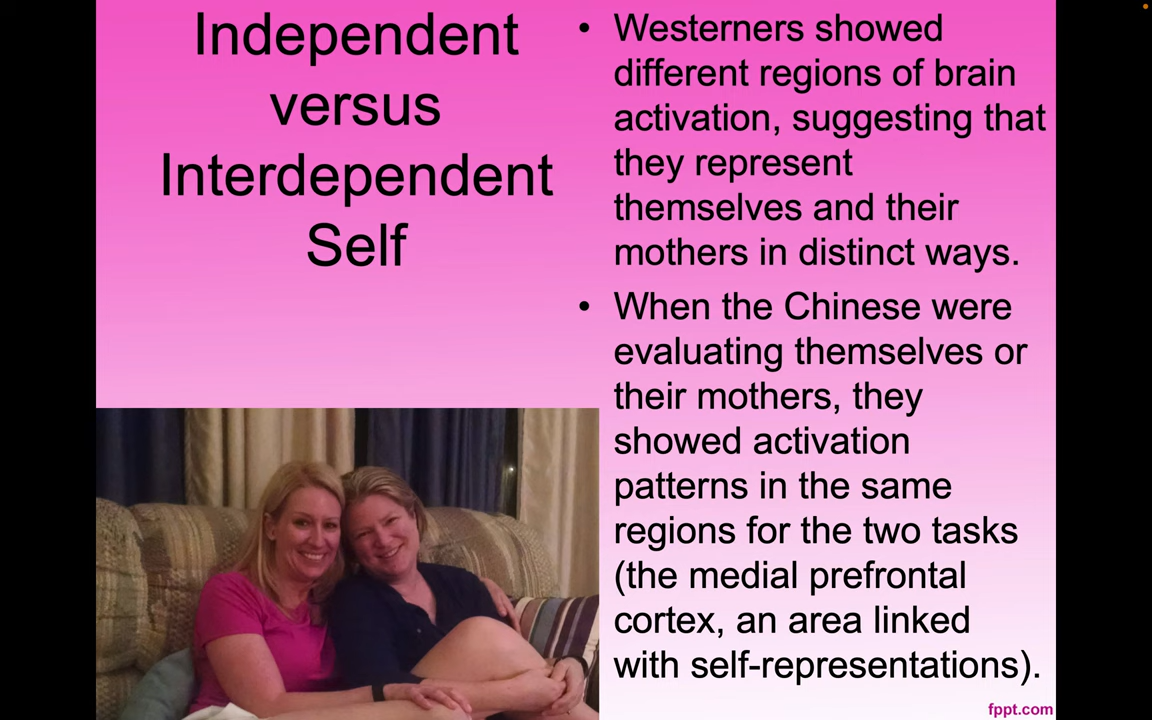 Independent
versus
Interdependent
Self
• Westerners showed
different regions of brain
activation, suggesting that
they represent
themselves and their
mothers in distinct ways.
• When the Chinese were
evaluating themselves or
their mothers, they
showed activation
patterns in the same
regions for the two tasks
(the medial prefrontal
cortex, an area linked
with self-representations).
fppt.com